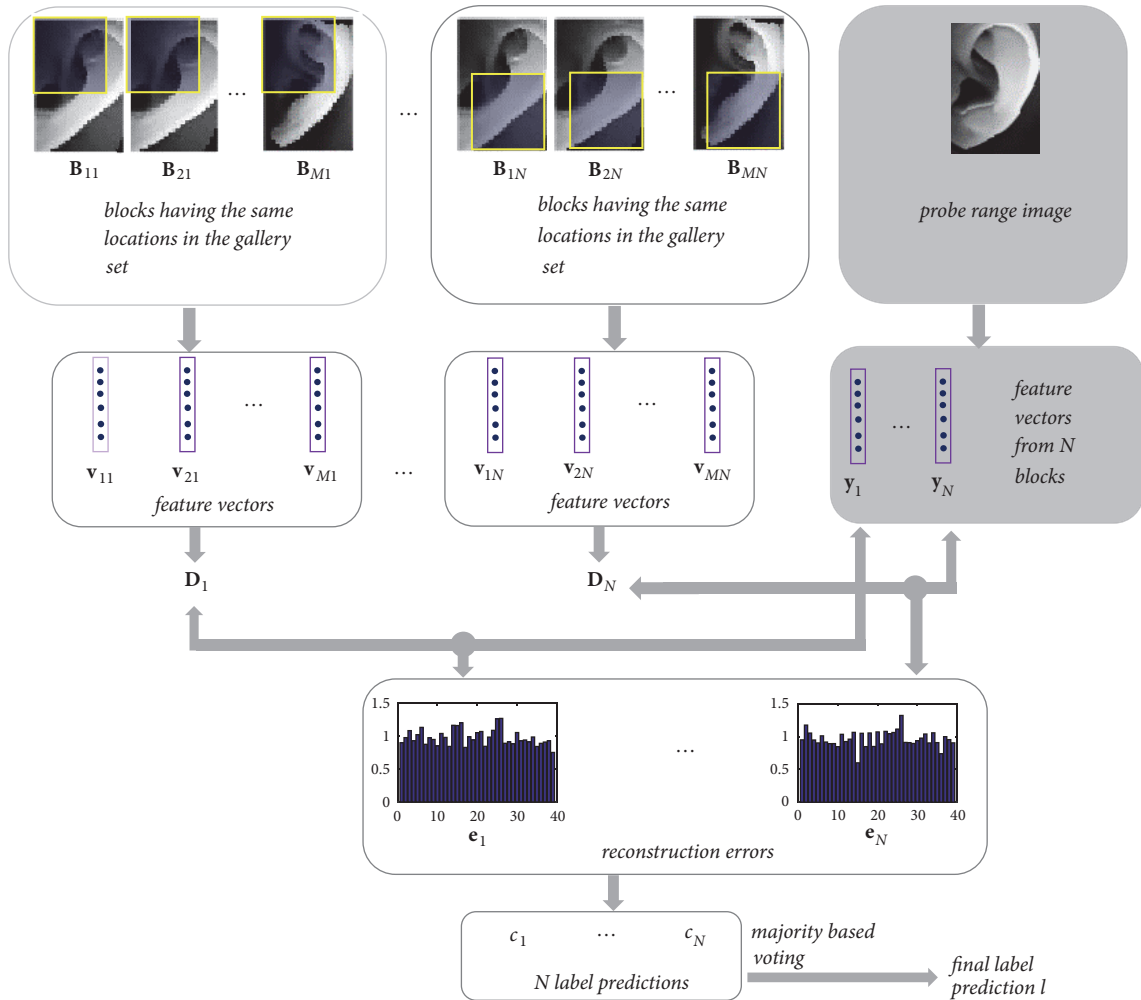 ... ... ...
B11 B21 BM1 B1N B2N BMN
blocks having the same
locations in the gallery
set
blocks having the same
locations in the gallery
set
probe range image
... ... ...
v11 v21 vM1 ... v1N v2N vMN y1 yN
feature vectors
feature vectors
feature
vectors
from N
blocks
D1 DN
1.5
1
0.5
0
0 10 20 30 40
e1
...
1.5
1
0.5
0
0 10 20 30 40
eN
reconstruction errors
c1 ... cN
N label predictions
majority based
voting
final label
prediction l